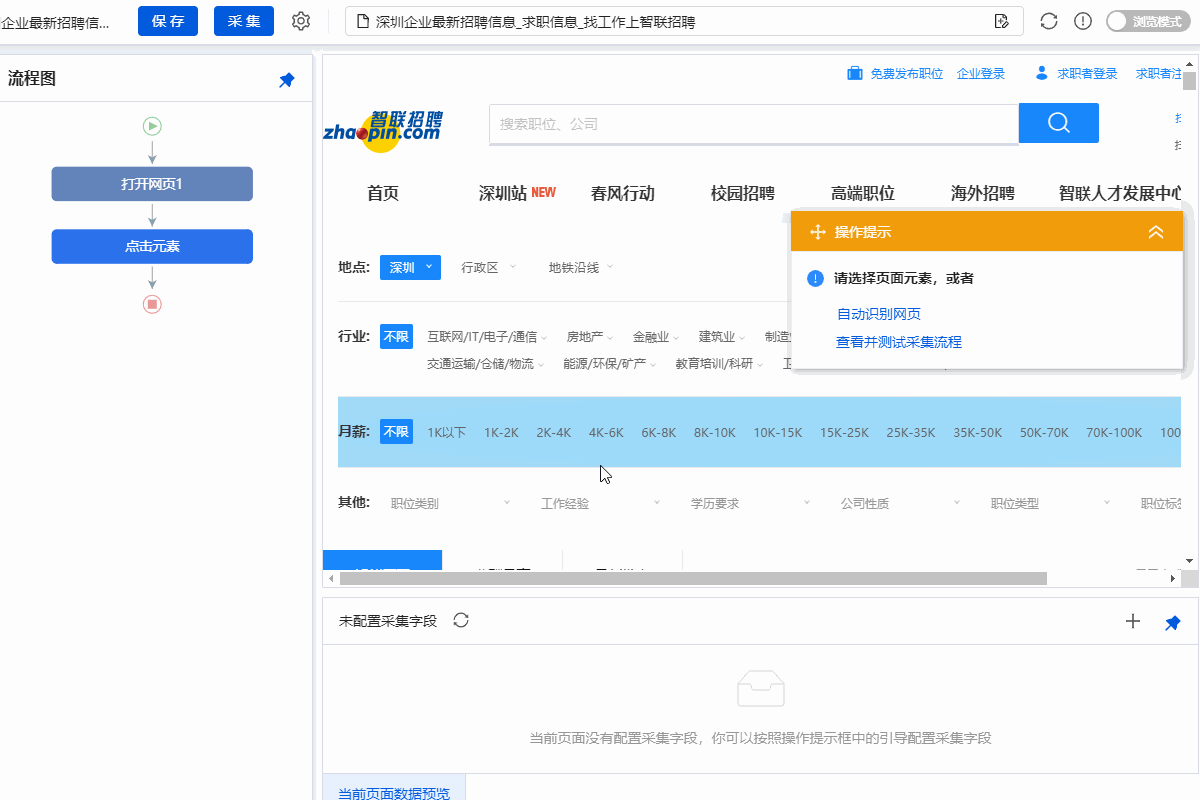 企业最新招聘信...
保 存
采 集
深圳企业最新招聘信息_求职信息_找工作上智联招聘
浏览模式
流程图
打开网页1
点击元素
免费发布职位 企业登录 求职者登录 求职者注
智联招聘
zhaopin.com
搜索职位、公司
首页 深圳站 NEW 春风行动 校园招聘 高端职位 海外招聘 智联人才发展中心
操作提示
请选择页面元素，或者
自动识别网页
查看并测试采集流程
地点: 深圳 行政区 地铁沿线
行业: 不限 互联网/IT/电子/通信 房地产 金融业 建筑业 制造
交通运输/仓储/物流 能源/环保/矿产 教育培训/科研
月薪: 不限 1K以下 1K-2K 2K-4K 4K-6K 6K-8K 8K-10K 10K-15K 15K-25K 25K-35K 35K-50K 50K-70K 70K-100K 100
其他: 职位类别 工作经验 学历要求 公司性质 职位类型 职位标签
未配置采集字段
当前页面没有配置采集字段，你可以按照操作提示框中的引导配置采集字段
当前页面数据预览